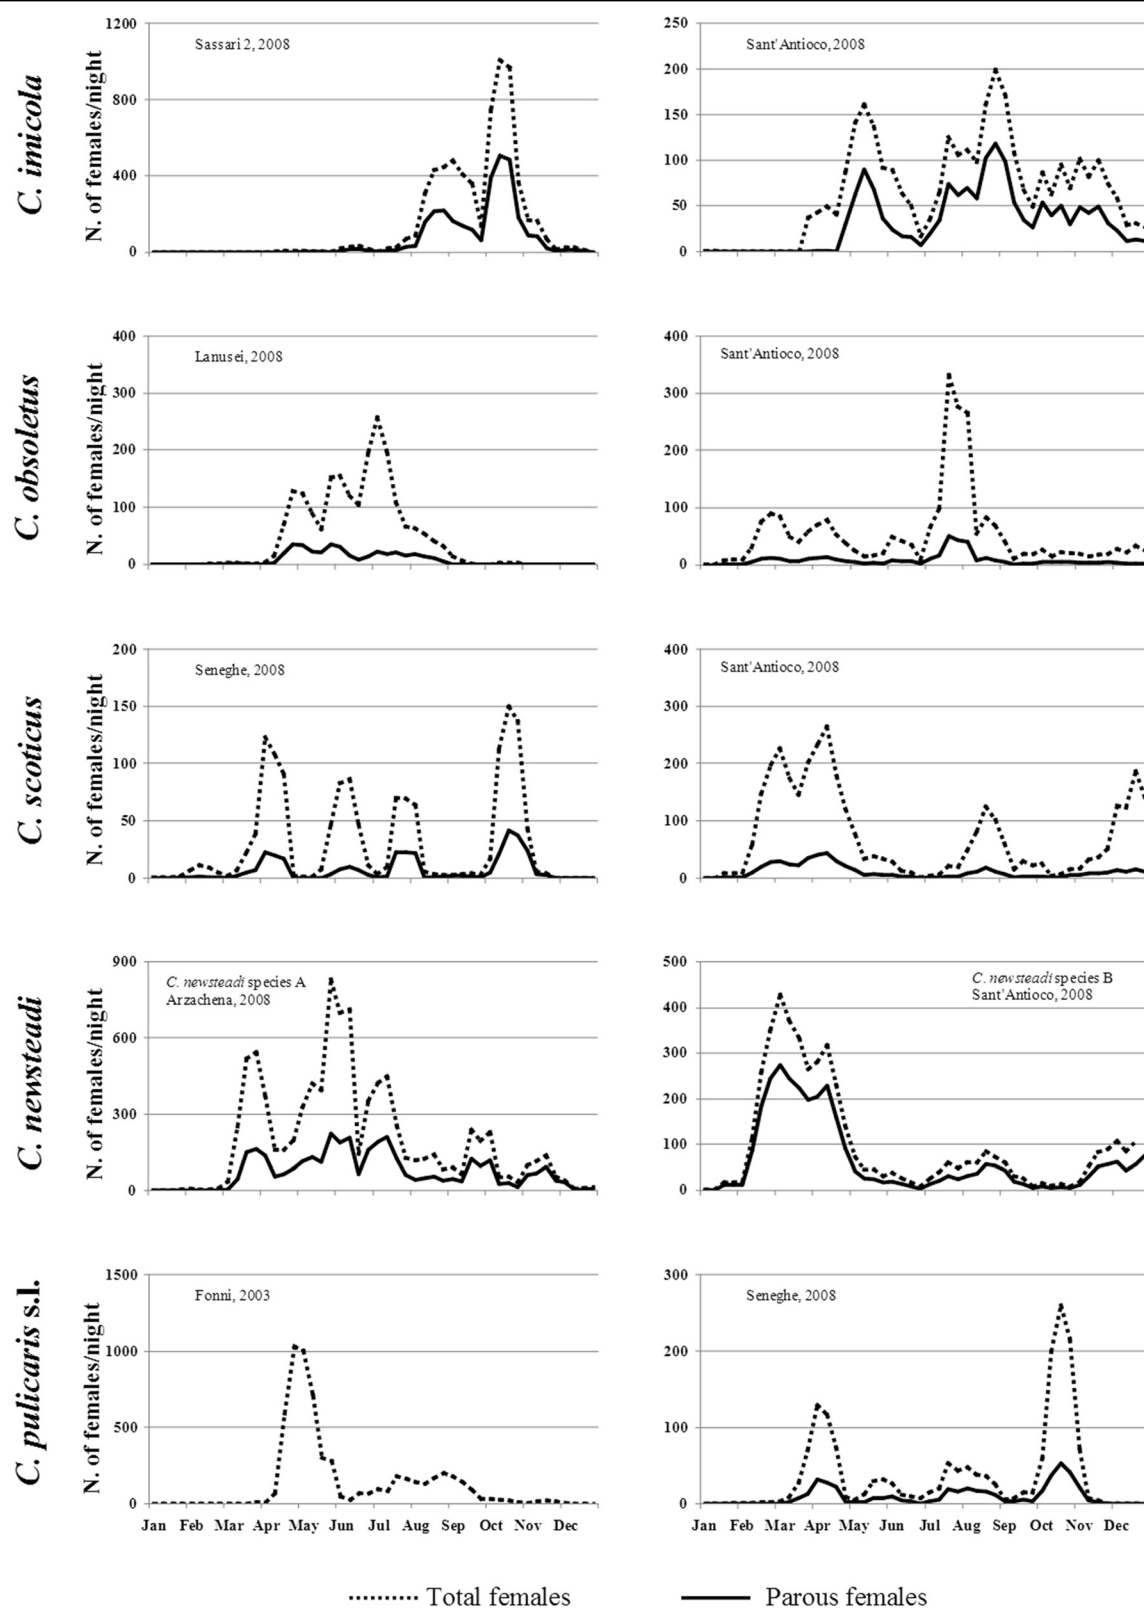 C. imicola
N. of females/night
1200
800
400
0
Sassari 2, 2008
250
200
150
100
50
0
Sant'Antioco, 2008
C. obsoletus
N. of females/night
400
300
200
100
0
Lanusei, 2008
400
300
200
100
0
Sant'Antioco, 2008
C. scoticus
N. of females/night
200
150
100
50
0
Seneghe, 2008
400
300
200
100
0
Sant'Antioco, 2008
C. newsteadi
N. of females/night
900
600
300
0
C. newsteadi species A
Arzachena, 2008
500
400
300
200
100
0
C. newsteadi species B
Sant'Antioco, 2008
C. pulicaris s.l.
N. of females/night
1500
1000
500
0
Fonni, 2003
Jan Feb Mar Apr May Jun Jul Aug Sep Oct Nov Dec
300
200
100
0
Seneghe, 2008
Jan Feb Mar Apr May Jun Jul Aug Sep Oct Nov Dec
Total females
Parous females